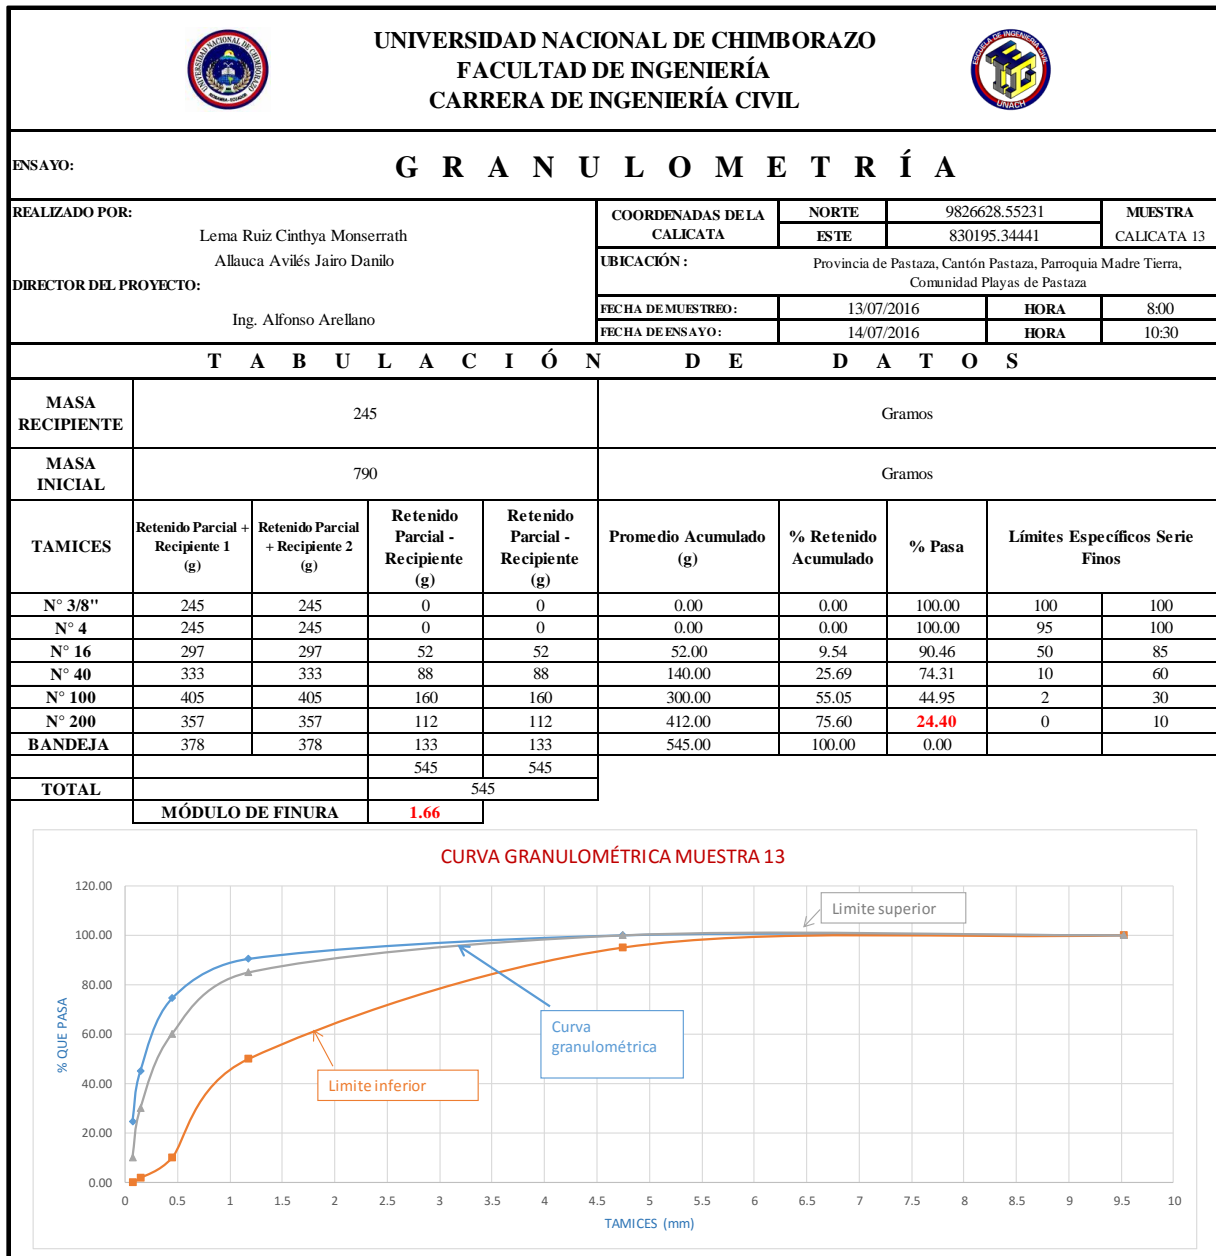 UNIVERSIDAD NACIONAL DE CHIMBORAZO
FACULTAD DE INGENIERÍA
CARRERA DE INGENIERÍA CIVIL
UNIVERSIDAD NACIONAL DE CHIMBORAZO
RIOBAMBA - ECUADOR
ESCUELA DE INGENIERIA CIVIL
UNACH
ENSAYO:
G R A N U L O M E T R Í A
REALIZADO POR:
Lema Ruiz Cinthya Monserrath
Allauca Avilés Jairo Danilo
DIRECTOR DEL PROYECTO:
Ing. Alfonso Arellano
COORDENADAS DE LA CALICATA
NORTE 9826628.55231
ESTE 830195.34441
MUESTRA
CALICATA 13
UBICACIÓN :
Provincia de Pastaza, Cantón Pastaza, Parroquia Madre Tierra,
Comunidad Playas de Pastaza
FECHA DE MUESTREO: 13/07/2016 HORA 8:00
FECHA DE ENSAYO: 14/07/2016 HORA 10:30
T A B U L A C I Ó N D E D A T O S
MASA RECIPIENTE 245 Gramos
MASA INICIAL 790 Gramos
TAMICES
Retenido Parcial + Recipiente 1 (g)
Retenido Parcial + Recipiente 2 (g)
Retenido Parcial - Recipiente (g)
Retenido Parcial - Recipiente (g)
Promedio Acumulado (g)
% Retenido Acumulado
% Pasa
Límites Específicos Serie Finos
N° 3/8" 245 245 0 0 0.00 0.00 100.00 100 100
N° 4 245 245 0 0 0.00 0.00 100.00 95 100
N° 16 297 297 52 52 52.00 9.54 90.46 50 85
N° 40 333 333 88 88 140.00 25.69 74.31 10 60
N° 100 405 405 160 160 300.00 55.05 44.95 2 30
N° 200 357 357 112 112 412.00 75.60 24.40 0 10
BANDEJA 378 378 133 133 545.00 100.00 0.00
545 545
TOTAL 545
MÓDULO DE FINURA 1.66
CURVA GRANULOMÉTRICA MUESTRA 13
% QUE PASA
120.00
100.00
80.00
60.00
40.00
20.00
0.00
Limite superior
Curva
granulométrica
Limite inferior
0 0.5 1 1.5 2 2.5 3 3.5 4 4.5 5 5.5 6 6.5 7 7.5 8 8.5 9 9.5 10
TAMICES (mm)